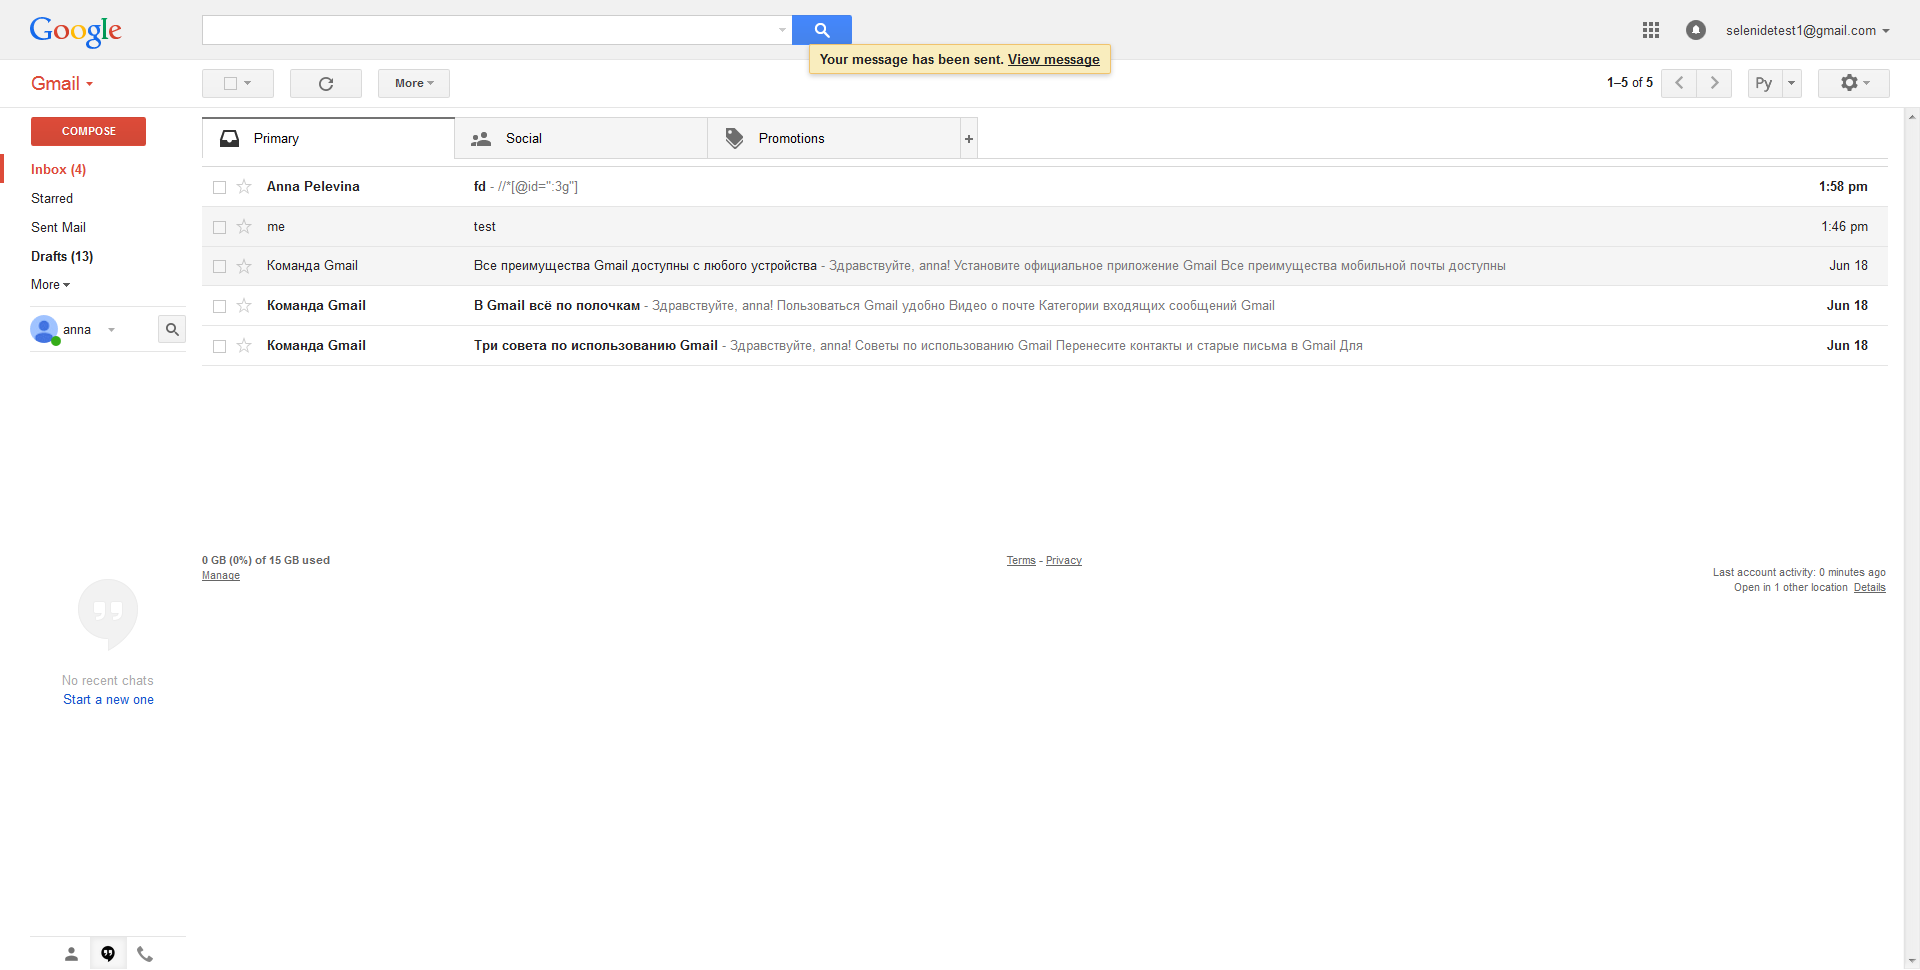 Google
selenidetest1@gmail.com
Your message has been sent. View message
Gmail
More
1–5 of 5
Ру
COMPOSE
Primary
Social
Promotions
+
Inbox (4)
Starred
Sent Mail
Drafts (13)
More
anna
Anna Pelevina fd - //*[@id=":3g"] 1:58 pm
me test 1:46 pm
Команда Gmail Все преимущества Gmail доступны с любого устройства - Здравствуйте, anna! Установите официальное приложение Gmail Все преимущества мобильной почты доступны Jun 18
Команда Gmail В Gmail всё по полочкам - Здравствуйте, anna! Пользоваться Gmail удобно Видео о почте Категории входящих сообщений Gmail Jun 18
Команда Gmail Три совета по использованию Gmail - Здравствуйте, anna! Советы по использованию Gmail Перенесите контакты и старые письма в Gmail Для Jun 18
0 GB (0%) of 15 GB used
Manage
Terms - Privacy
Last account activity: 0 minutes ago
Open in 1 other location Details
No recent chats
Start a new one